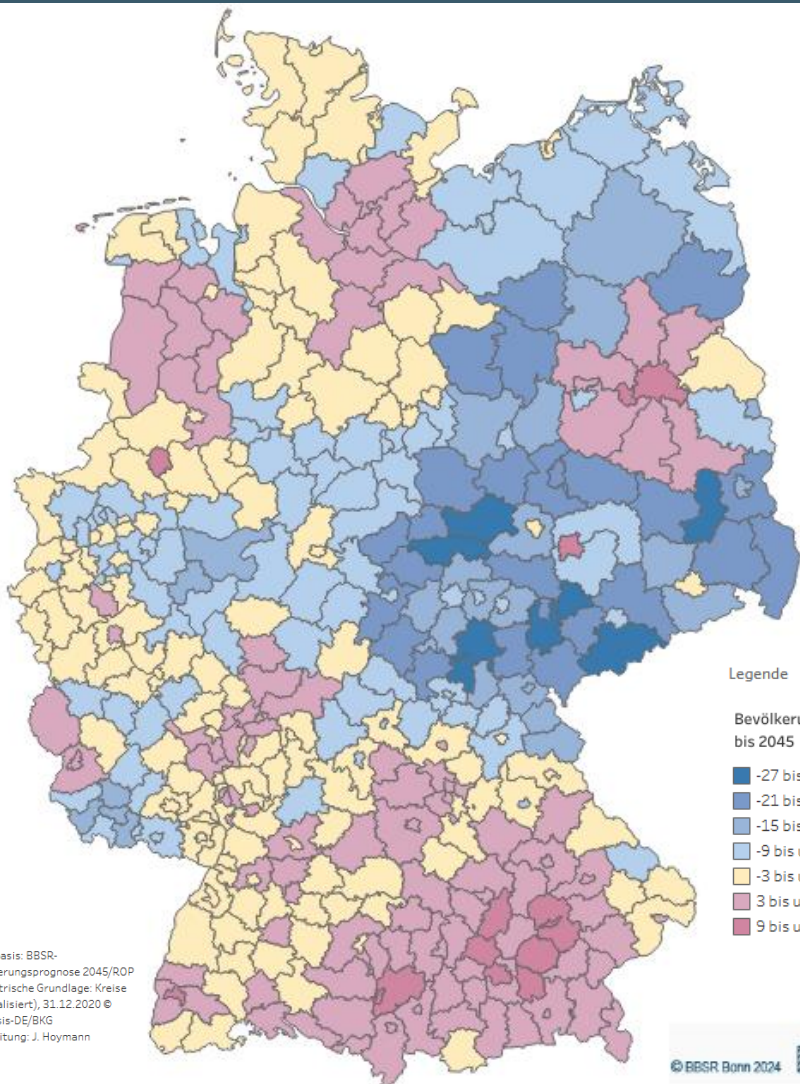 Legende
Bevölkeru
bis 2045
-27 bis
-21 bis
-15 bis
-9 bis u
-3 bis u
3 bis u
9 bis u
asis: BBSR-
erungsprognose 2045/ROP
trische Grundlage: Kreise
alisiert), 31.12.2020 ©
sis-DE/BKG
itung: J. Hoymann
© BBSR Bonn 2024